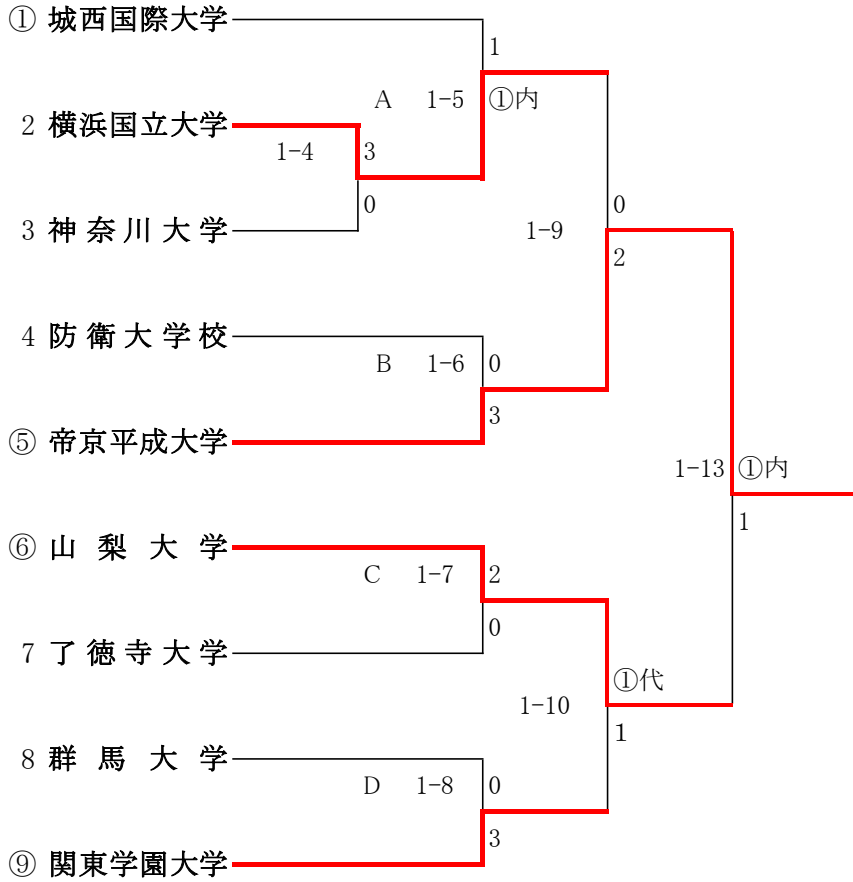 ① 城西国際大学
1
A 1-5 ①内
2 横浜国立大学
1-4 3
0
0
3 神奈川大学
1-9
2
4 防衛大学校
B 1-6 0
3
⑤ 帝京平成大学
1-13 ①内
1
⑥ 山梨大学
C 1-7 2
0
7 了徳寺大学
①代
1-10
1
8 群馬大学
D 1-8 0
3
⑨ 関東学園大学